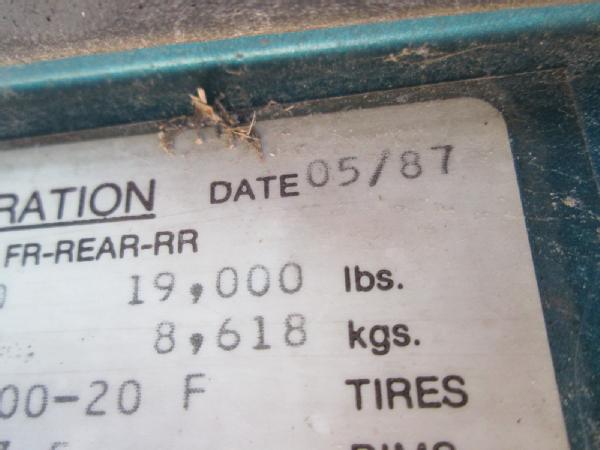 RATION DATE 05/87
FR-REAR-RR
19,000 lbs.
8,618 kgs.
00-20 F TIRES